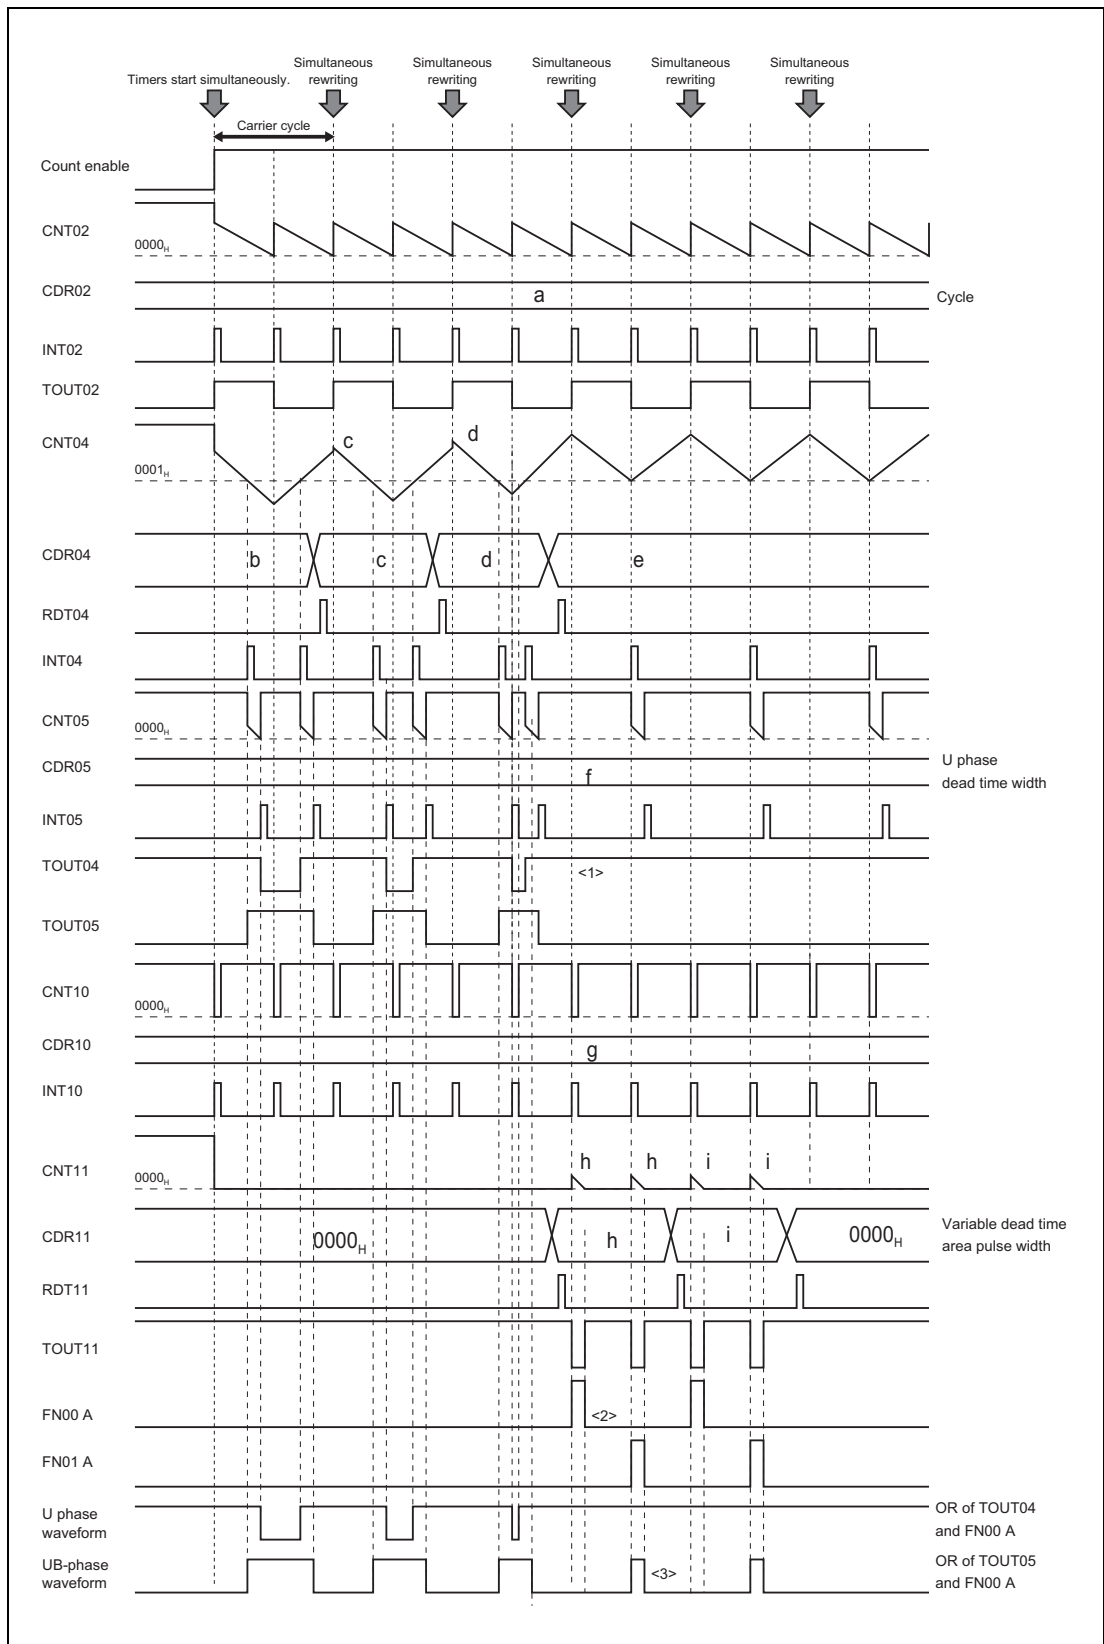 Simultaneous Simultaneous Simultaneous Simultaneous Simultaneous
Timers start simultaneously. rewriting rewriting rewriting rewriting rewriting
Carrier cycle
Count enable
CNT02
0000H
CDR02 a Cycle
INT02
TOUT02
CNT04 c d
0001H
CDR04 b c d e
RDT04
INT04
CNT05
0000H
CDR05 f U phase
dead time width
INT05
TOUT04 <1>
TOUT05
CNT10
0000H
CDR10 g
INT10
CNT11 h h i i
0000H
CDR11 0000H h i 0000H Variable dead time
area pulse width
RDT11
TOUT11
FN00 A <2>
FN01 A
U phase
waveform
OR of TOUT04
and FN00 A
UB-phase
waveform
<3>
OR of TOUT05
and FN00 A